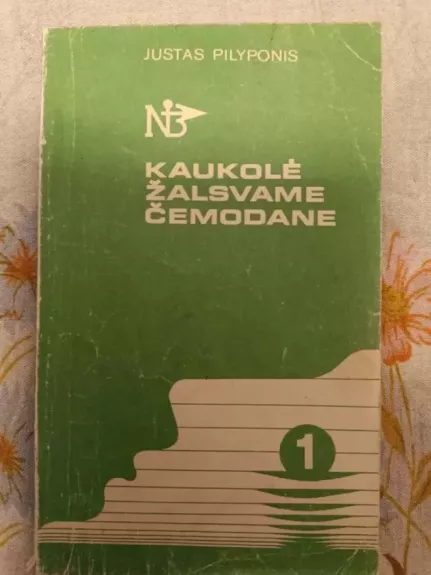 JUSTAS PILYPONIS
NB
KAUKOLĖ
ŽALSVAME
ČEMODANE
1